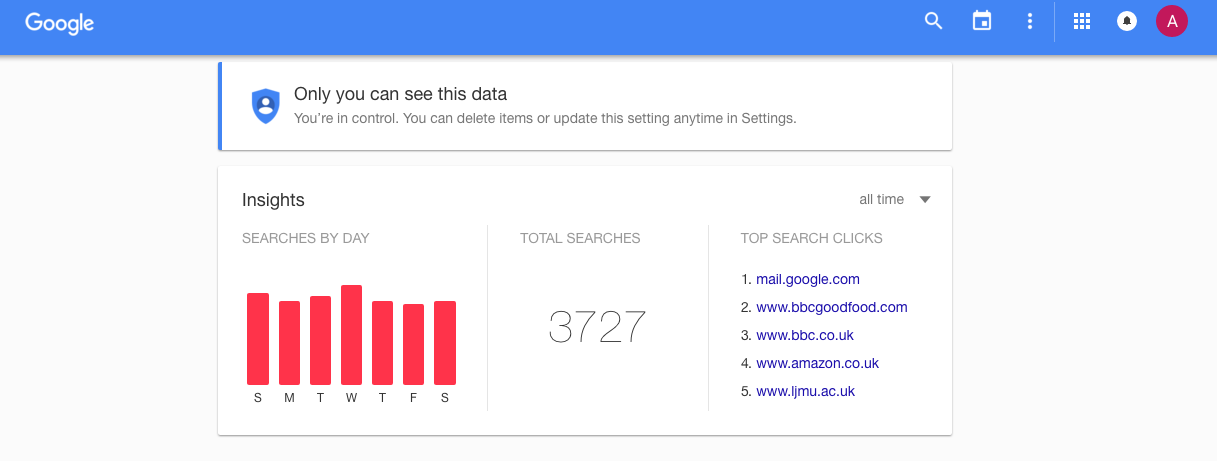 Google
A
Only you can see this data
You're in control. You can delete items or update this setting anytime in Settings.
Insights
all time
SEARCHES BY DAY
S M T W T F S
TOTAL SEARCHES
3727
TOP SEARCH CLICKS
1. mail.google.com
2. www.bbcgoodfood.com
3. www.bbc.co.uk
4. www.amazon.co.uk
5. www.ljmu.ac.uk